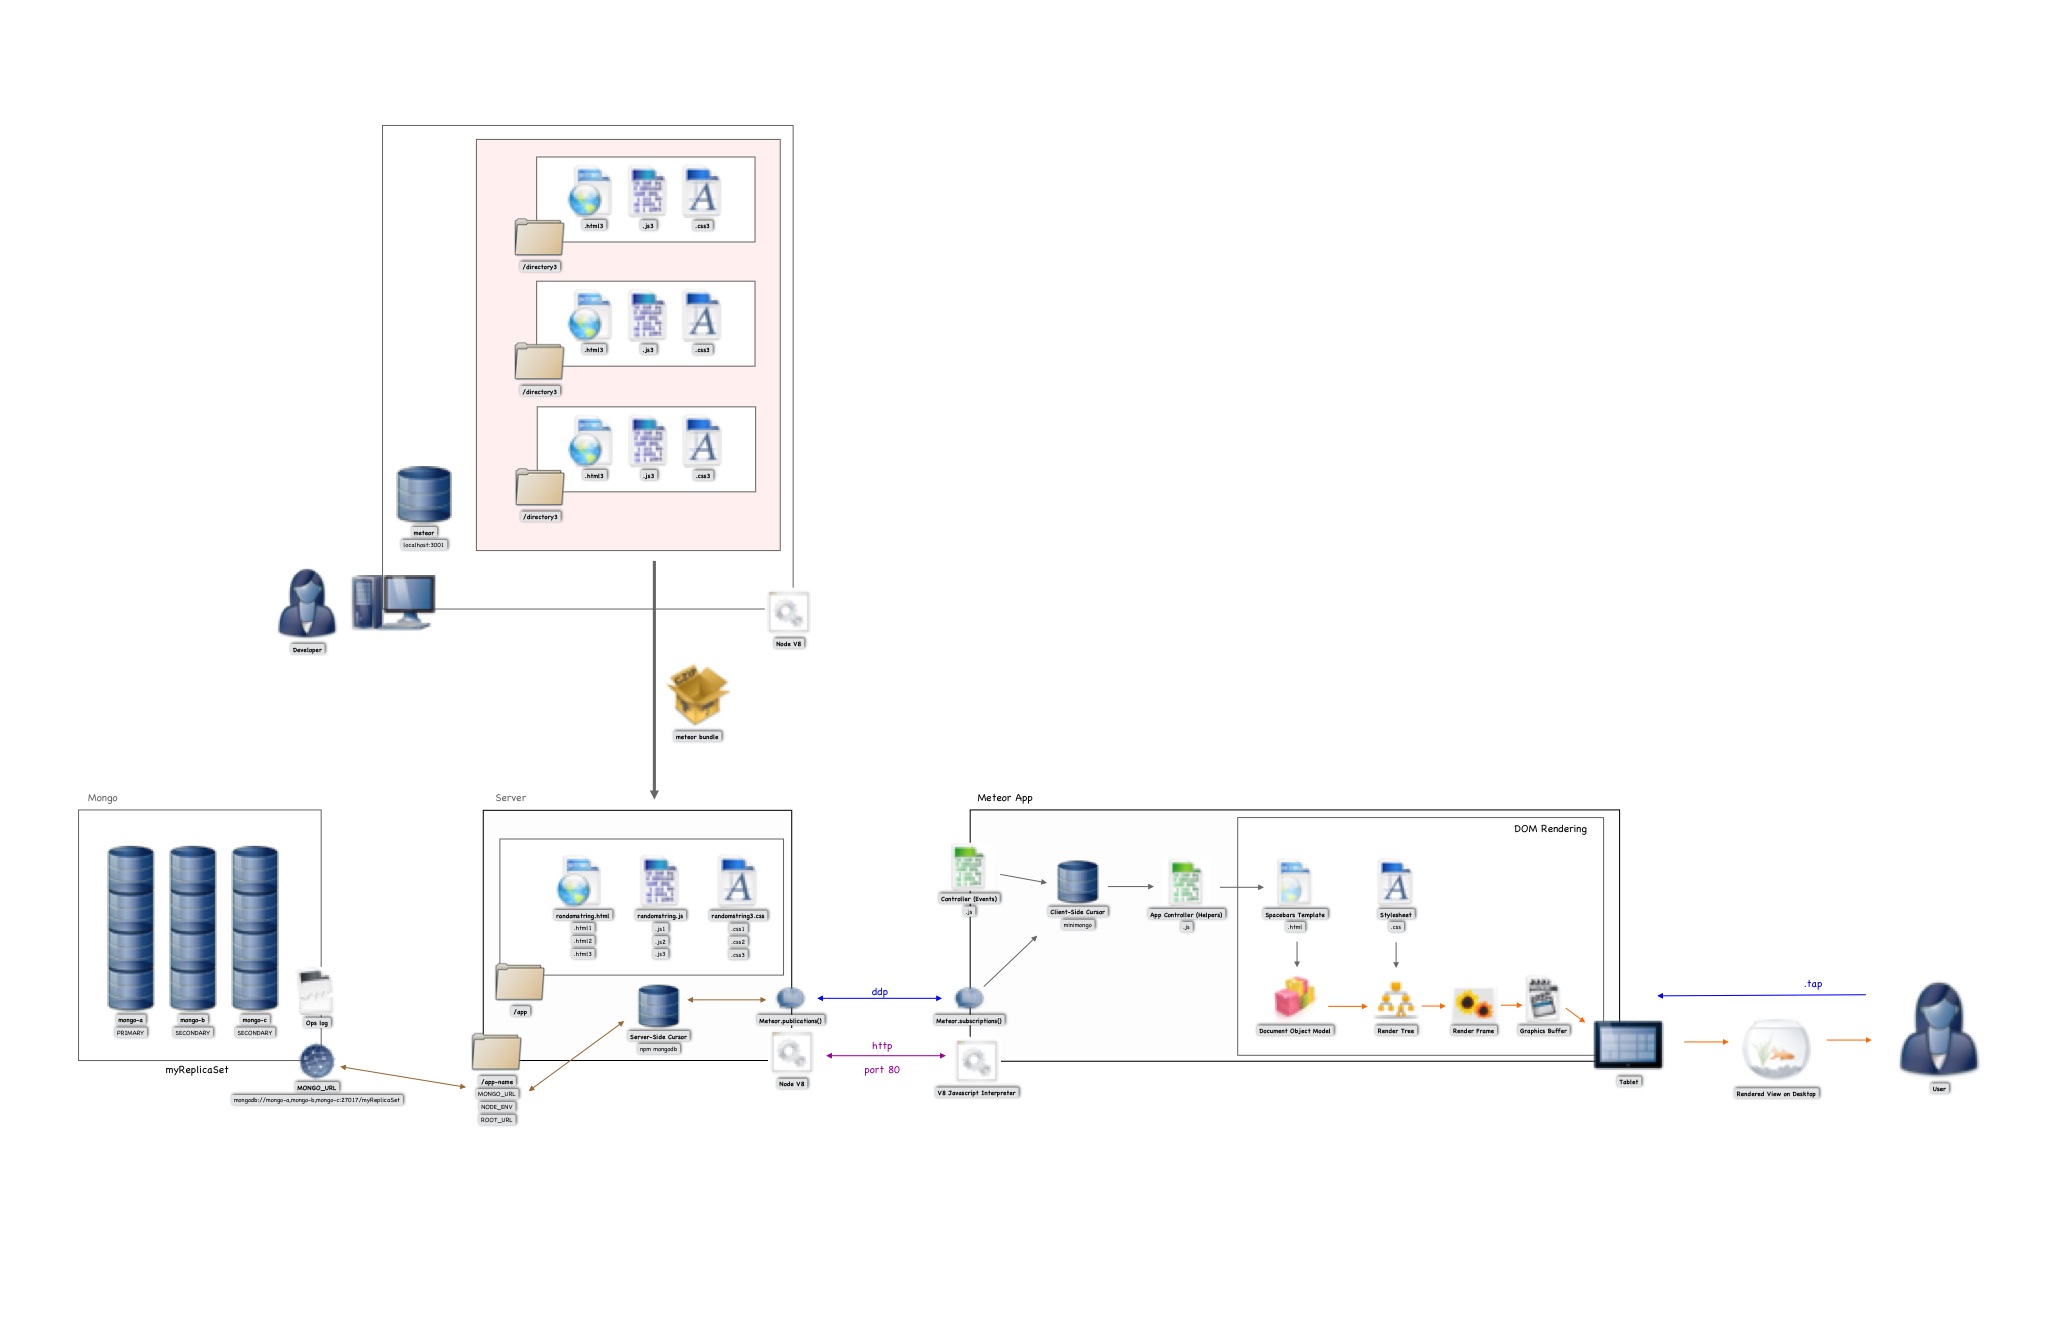 .html3
.js3
.css3
/directory3
.html3
.js3
.css3
/directory3
.html3
.js3
.css3
/directory3
meteor
localhost:3001
Developer
Node V8
GZIP
meteor bundle
Mongo
mongo-a
PRIMARY
mongo-b
SECONDARY
mongo-c
SECONDARY
Ops log
myReplicaSet
MONGO_URL
mongodb://mongo-a,mongo-b,mongo-c:27017/myReplicaSet
Server
randomstring.html
.html1
.html2
.html3
randomstring.js
.js1
.js2
.js3
randomstring3.css
.css1
.css2
.css3
/app
Server-Side Cursor
npm mongodb
Meteor.publications()
/app-name
MONGO_URL
NODE_ENV
ROOT_URL
Node V8
ddp
http
port 80
Meteor App
Controller (Events)
.js
Client-Side Cursor
minimongo
App Controller (Helpers)
.js
Meteor.subscriptions()
V8 Javascript Interpreter
DOM Rendering
Spacebars Template
.html
Stylesheet
.css
Document Object Model
Render Tree
Render Frame
Graphics Buffer
Tablet
.tap
Rendered View on Desktop
User